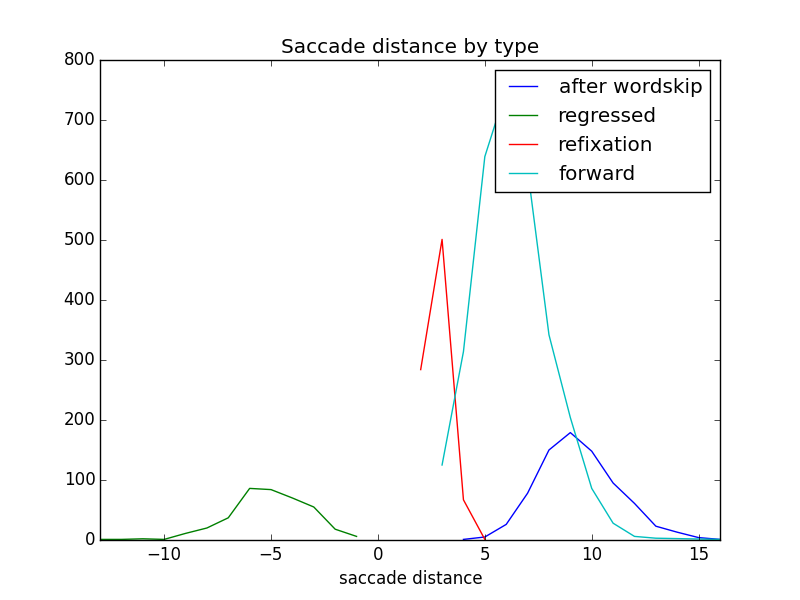 Saccade distance by type
800
700
600
500
400
300
200
100
0
after wordskip
regressed
refixation
forward
−10
−5
0
5
10
15
saccade distance